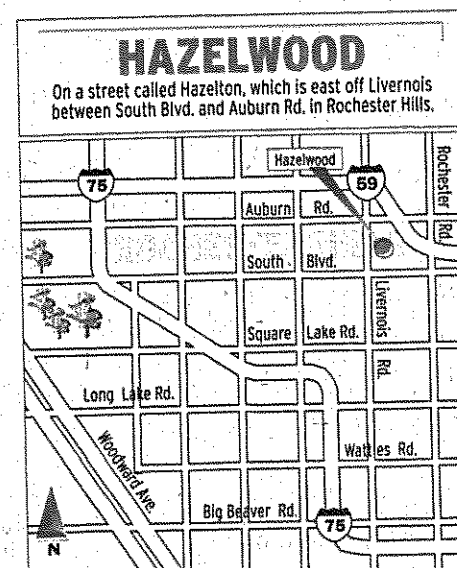 HAZELWOOD
On a street called Hazelton, which is east off Livernois
between South Blvd. and Auburn Rd. in Rochester Hills.
Hazelwood
75
59
Rochester Rd.
Auburn Rd.
South Blvd.
Livernois Rd.
Square Lake Rd.
Long Lake Rd.
Woodward Ave.
Wattles Rd.
Big Beaver Rd.
75
N